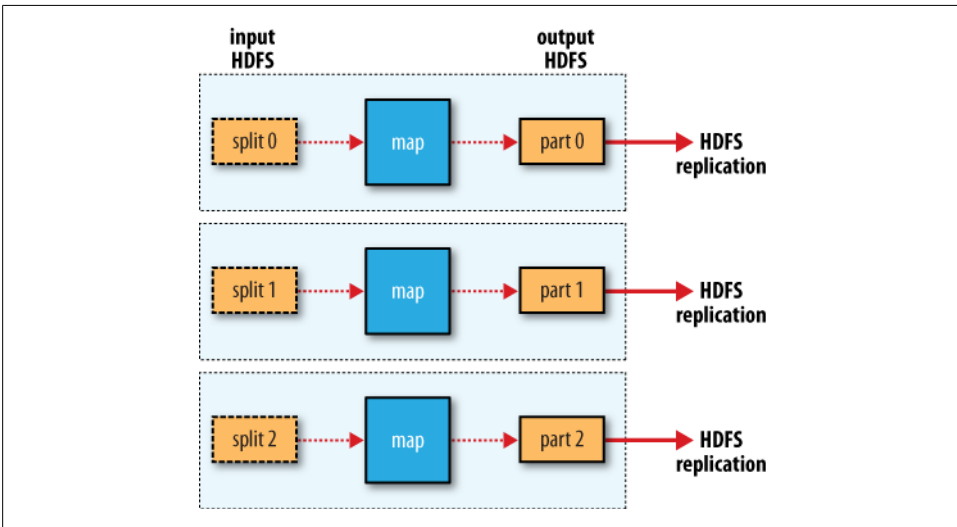 input
HDFS
output
HDFS
split 0
map
part 0
HDFS
replication
split 1
map
part 1
HDFS
replication
split 2
map
part 2
HDFS
replication